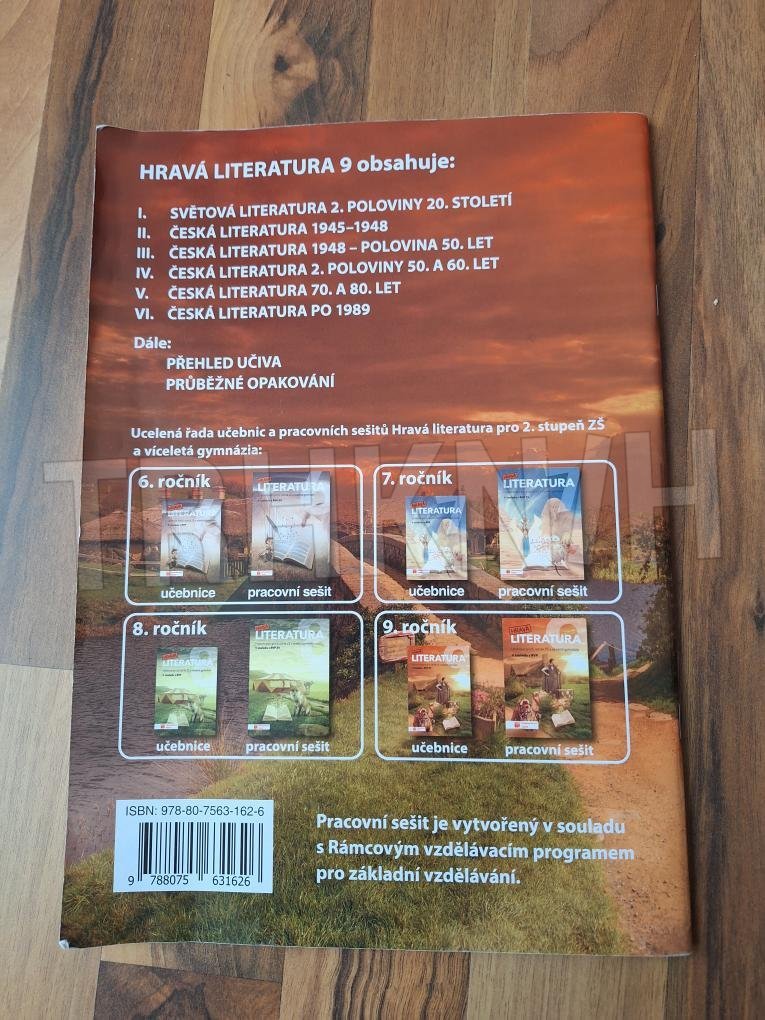 HRAVÁ LITERATURA 9 obsahuje:
I. SVĚTOVÁ LITERATURA 2. POLOVINY 20. STOLETÍ
II. ČESKÁ LITERATURA 1945–1948
III. ČESKÁ LITERATURA 1948 – POLOVINA 50. LET
IV. ČESKÁ LITERATURA 2. POLOVINY 50. A 60. LET
V. ČESKÁ LITERATURA 70. A 80. LET
VI. ČESKÁ LITERATURA PO 1989
Dále:
PŘEHLED UČIVA
PRŮBĚŽNÉ OPAKOVÁNÍ
Ucelená řada učebnic a pracovních sešitů Hravá literatura pro 2. stupeň ZŠ
a víceletá gymnázia:
6. ročník
LITERATURA
LITERATURA
učebnice
pracovní sešit
7. ročník
LITERATURA
LITERATURA
učebnice
pracovní sešit
8. ročník
LITERATURA
LITERATURA
učebnice
pracovní sešit
9. ročník
LITERATURA
HRAVÁ
LITERATURA
učebnice
pracovní sešit
ISBN: 978-80-7563-162-6
9 788075 631626
Pracovní sešit je vytvořený v souladu
s Rámcovým vzdělávacím programem
pro základní vzdělávání.